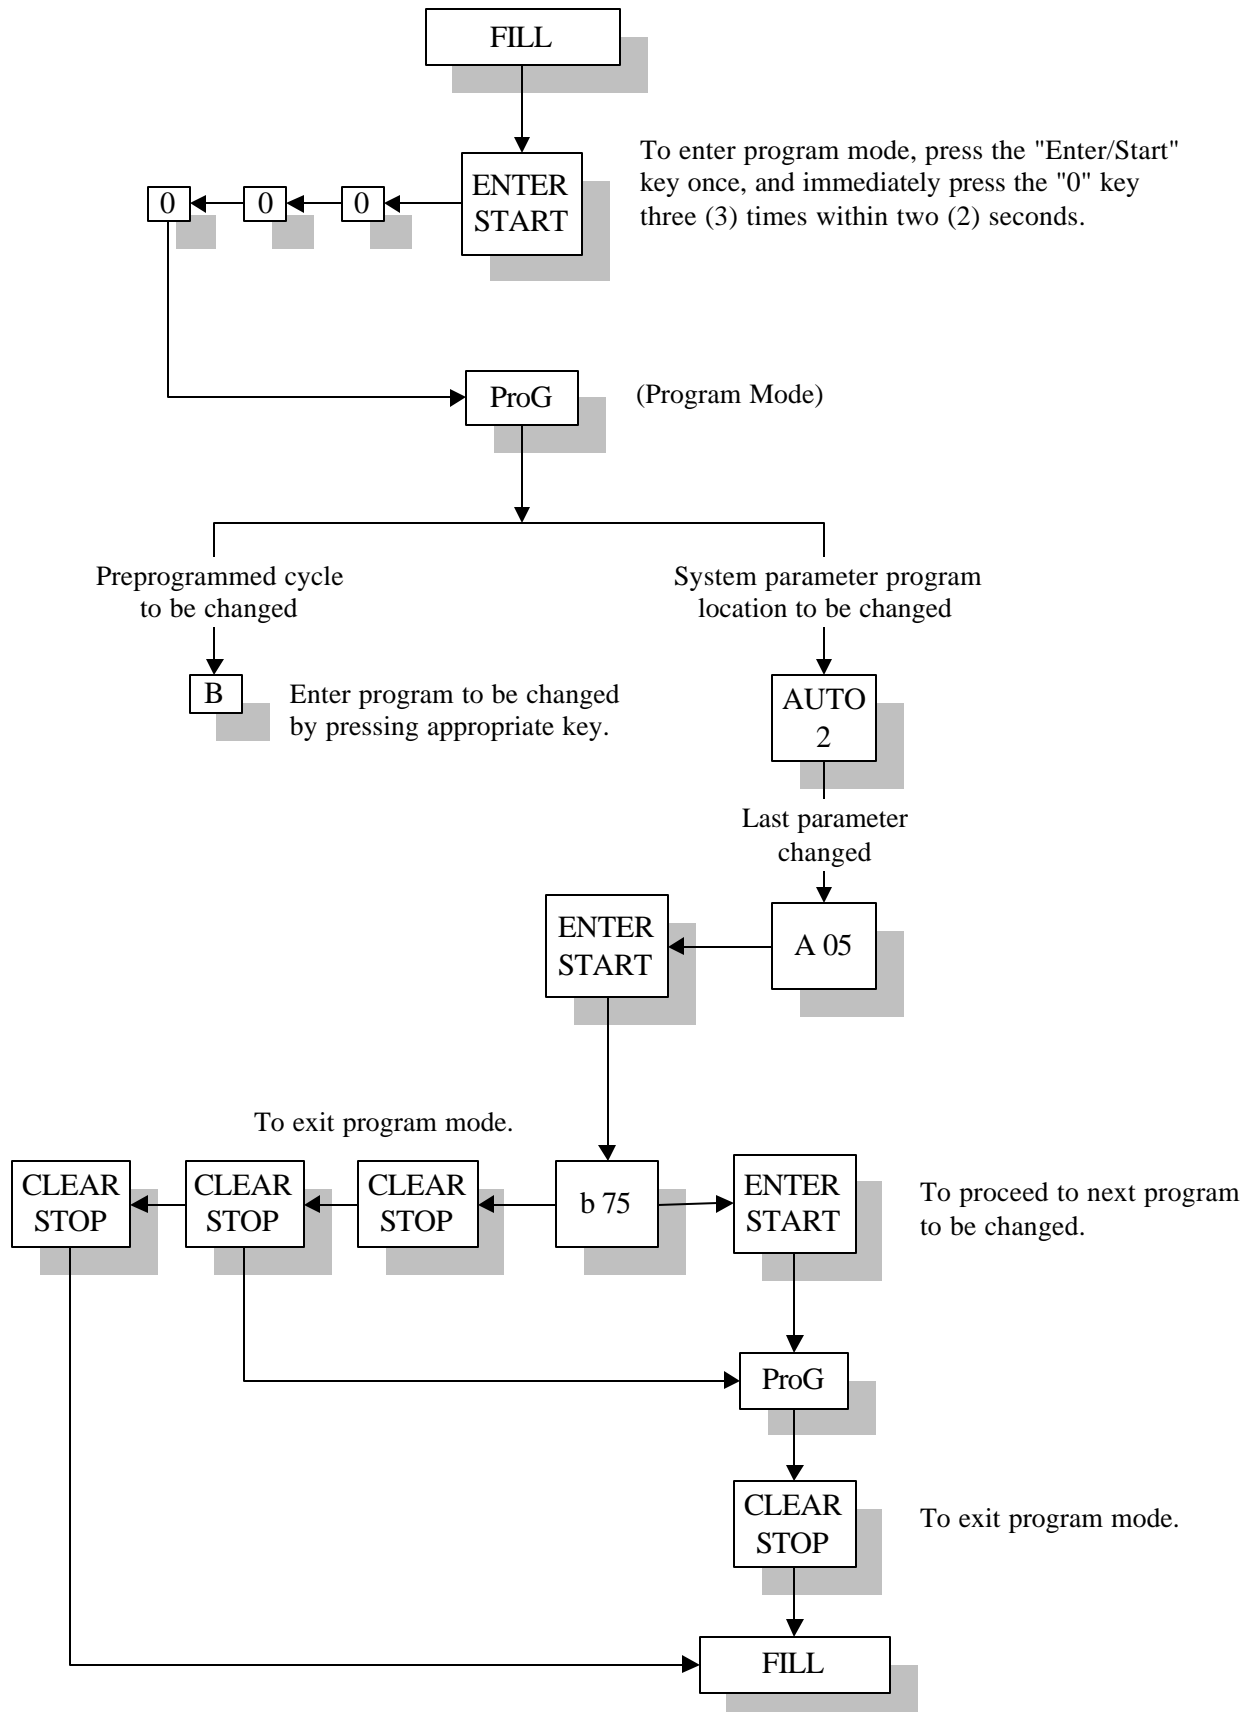 FILL
ENTER
START
To enter program mode, press the "Enter/Start"
key once, and immediately press the "0" key
three (3) times within two (2) seconds.
0 0 0
ProG
(Program Mode)
Preprogrammed cycle
to be changed
System parameter program
location to be changed
B
Enter program to be changed
by pressing appropriate key.
AUTO
2
Last parameter
changed
ENTER
START
A 05
To exit program mode.
CLEAR
STOP
CLEAR
STOP
CLEAR
STOP
b 75
ENTER
START
To proceed to next program
to be changed.
ProG
CLEAR
STOP
To exit program mode.
FILL